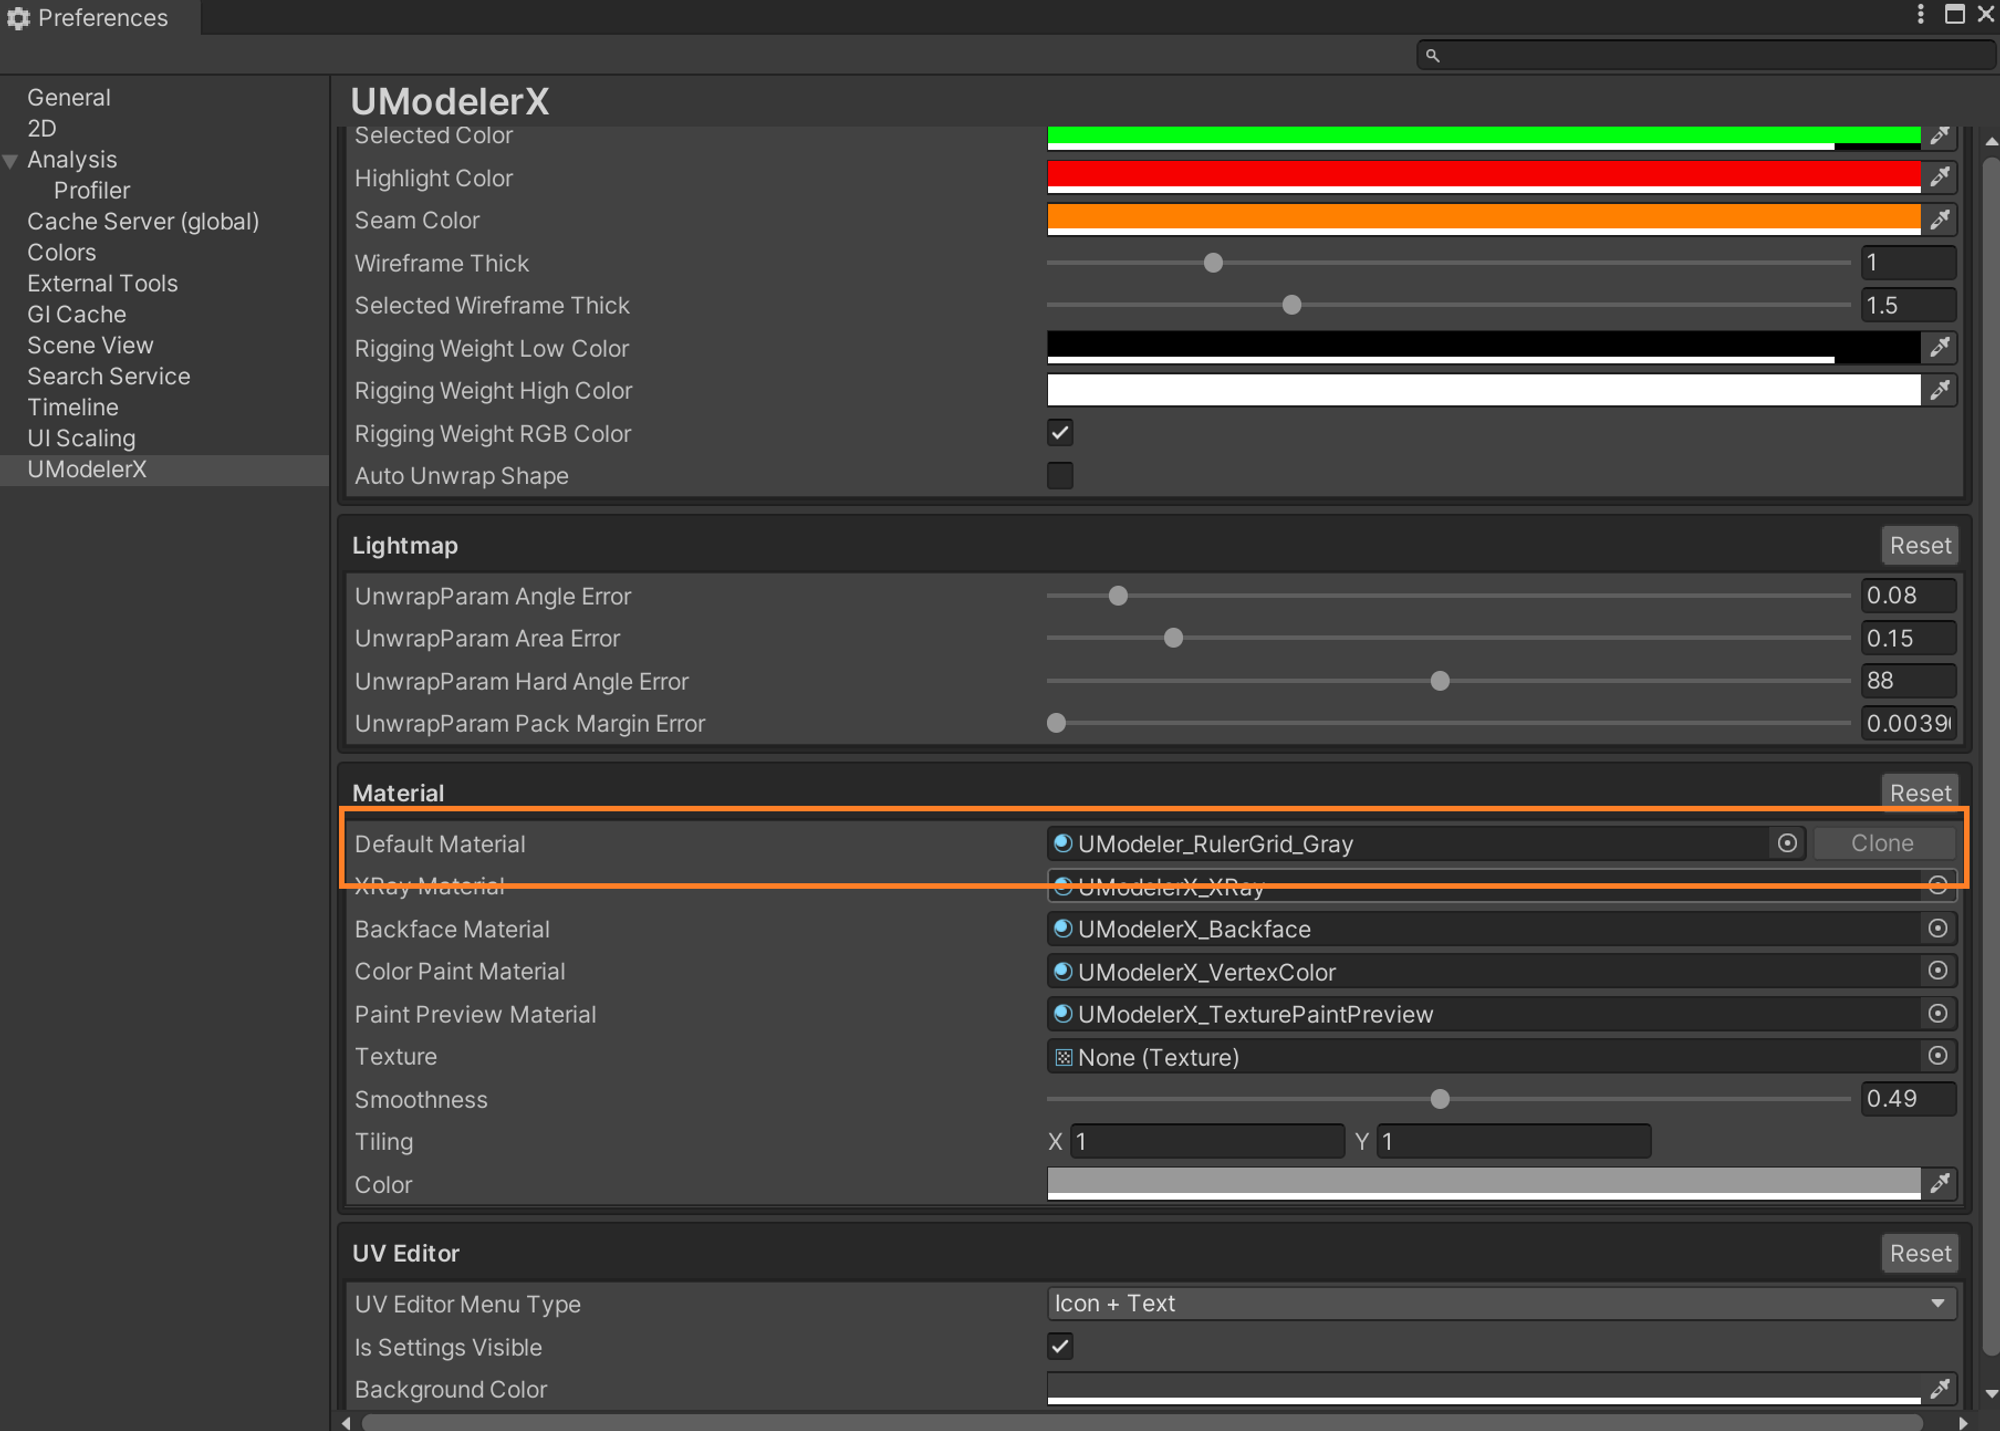 Preferences
General
2D
Analysis
Profiler
Cache Server (global)
Colors
External Tools
GI Cache
Scene View
Search Service
Timeline
UI Scaling
UModelerX
UModelerX
Selected Color
Highlight Color
Seam Color
Wireframe Thick 1
Selected Wireframe Thick 1.5
Rigging Weight Low Color
Rigging Weight High Color
Rigging Weight RGB Color
Auto Unwrap Shape
Lightmap Reset
UnwrapParam Angle Error 0.08
UnwrapParam Area Error 0.15
UnwrapParam Hard Angle Error 88
UnwrapParam Pack Margin Error 0.0039
Material Reset
Default Material UModeler_RulerGrid_Gray Clone
XRay Material UModelerX_XRay
Backface Material UModelerX_Backface
Color Paint Material UModelerX_VertexColor
Paint Preview Material UModelerX_TexturePaintPreview
Texture None (Texture)
Smoothness 0.49
Tiling X 1 Y 1
Color
UV Editor Reset
UV Editor Menu Type Icon + Text
Is Settings Visible
Background Color